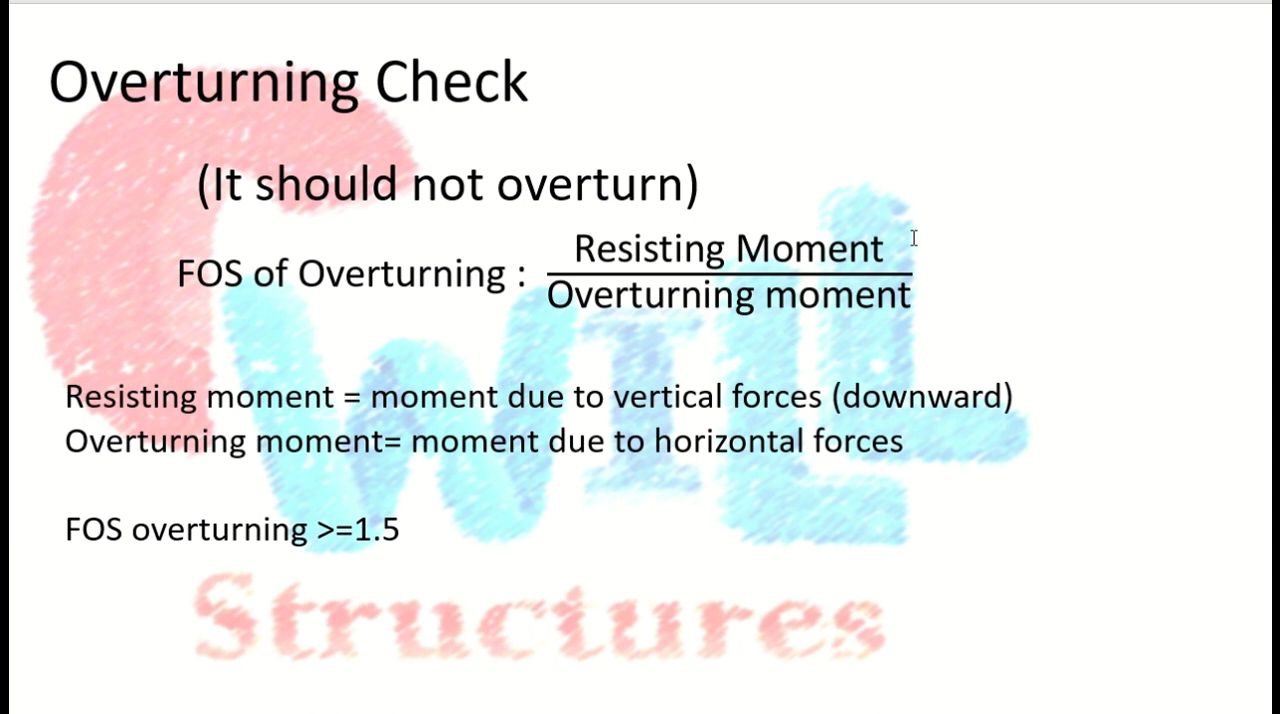 Overturning Check
(It should not overturn)
FOS of Overturning :
Resisting Moment
Overturning moment
Resisting moment = moment due to vertical forces (downward)
Overturning moment= moment due to horizontal forces
FOS overturning >=1.5
CWILL
Structures